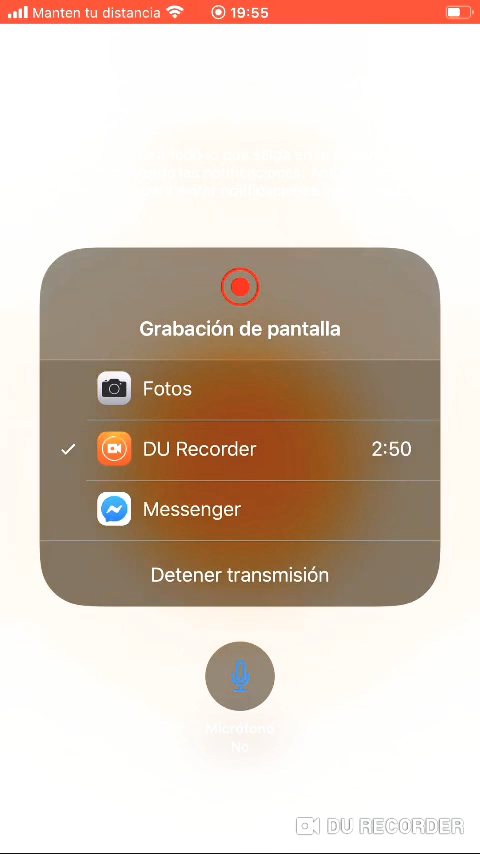 Manten tu distancia 19:55
Grabación de pantalla
Fotos
DU Recorder 2:50
Messenger
Detener transmisión
Micrófono
No
DU RECORDER